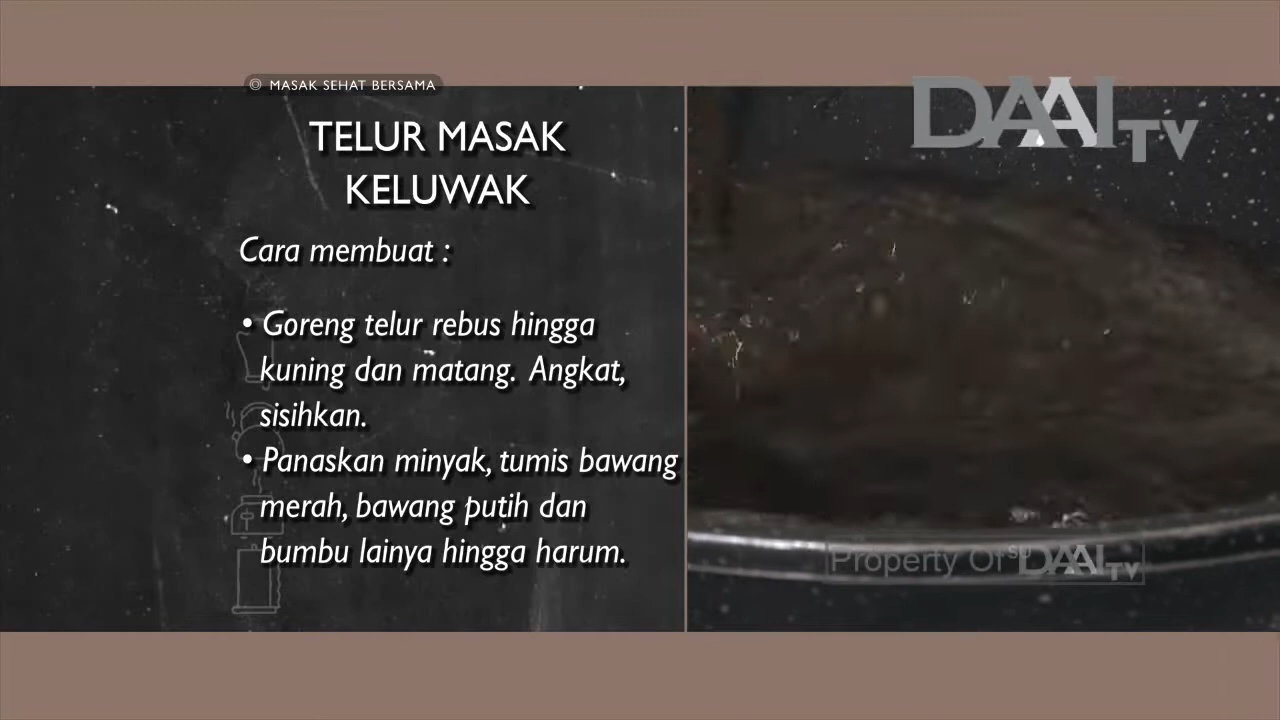 MASAK SEHAT BERSAMA
DAAI TV
TELUR MASAK
KELUWAK
Cara membuat :
• Goreng telur rebus hingga
kuning dan matang. Angkat,
sisihkan.
• Panaskan minyak, tumis bawang
merah, bawang putih dan
bumbu lainya hingga harum.
Property Of DAAI TV